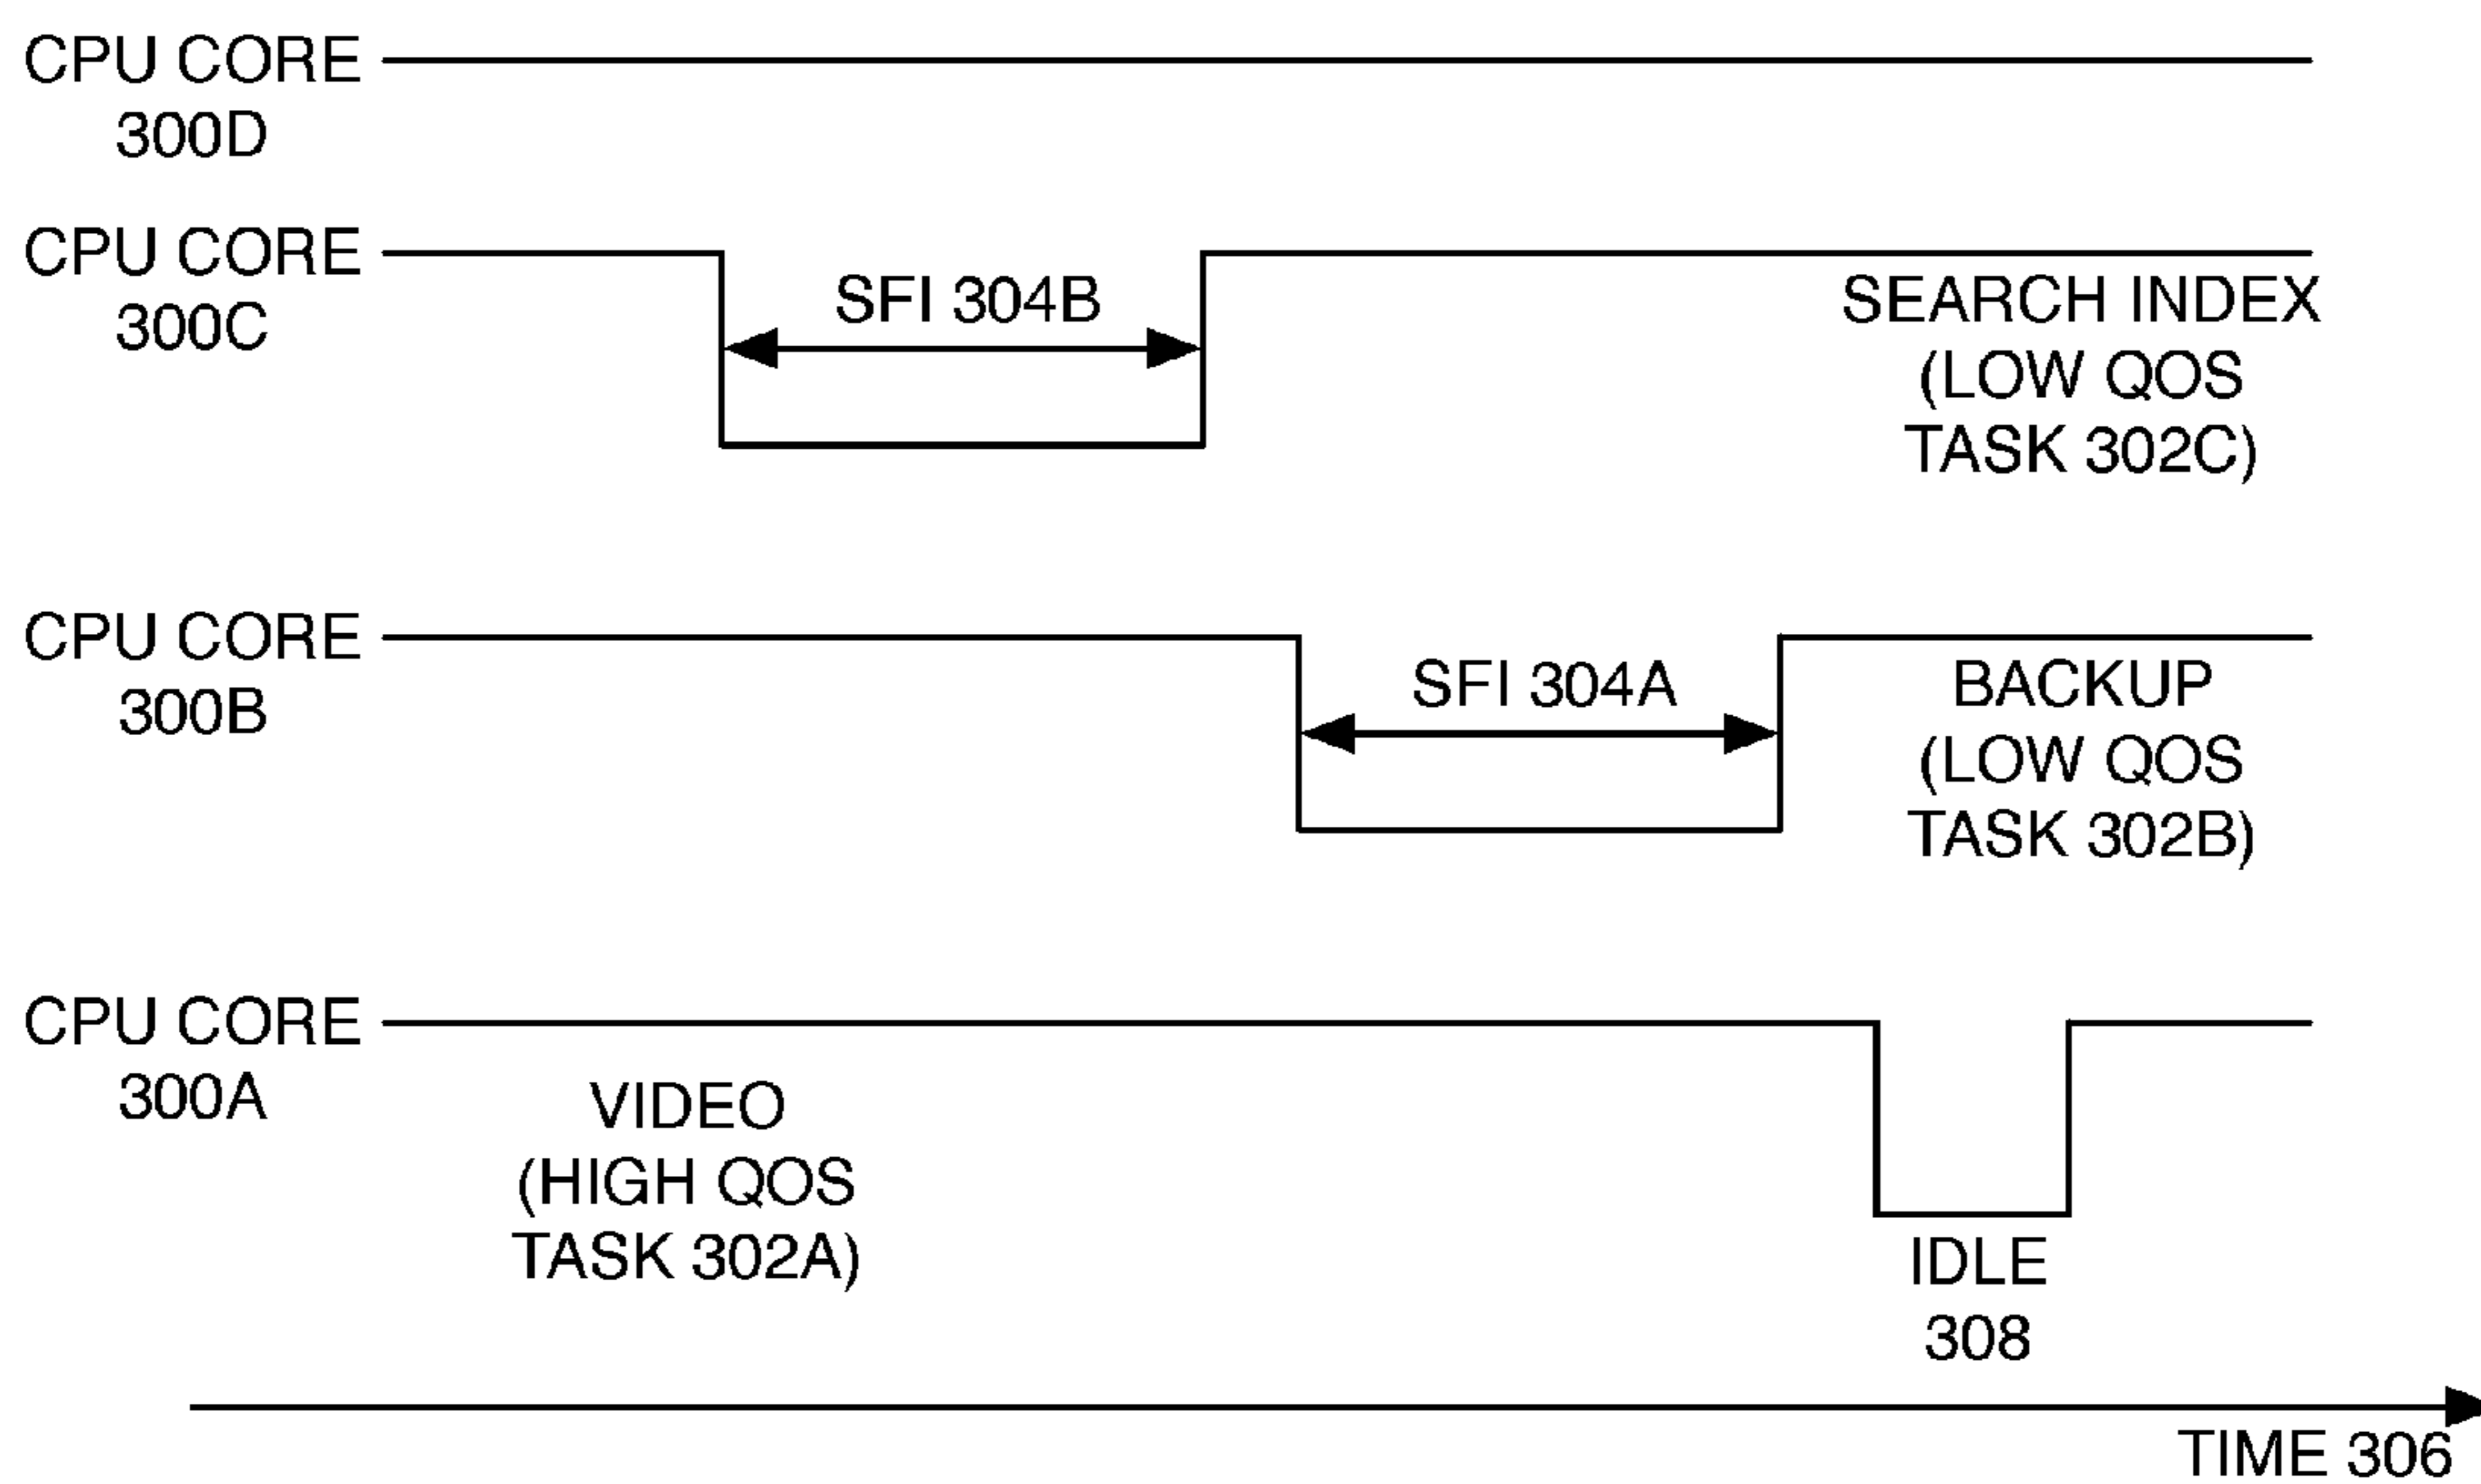 CPU CORE
300D
CPU CORE
300C
SFI 304B
SEARCH INDEX
(LOW QOS
TASK 302C)
CPU CORE
300B
SFI 304A
BACKUP
(LOW QOS
TASK 302B)
CPU CORE
300A
VIDEO
(HIGH QOS
TASK 302A)
IDLE
308
TIME 306